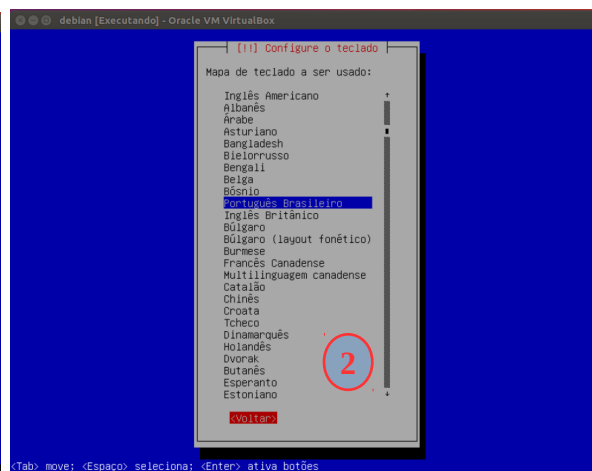 debian [Executando] - Oracle VM VirtualBox
[!!] Configure o teclado
Mapa de teclado a ser usado:
Inglês Americano
Albanês
Árabe
Asturiano
Bangladesh
Bielorrusso
Bengali
Belga
Bósnio
Português Brasileiro
Inglês Britânico
Búlgaro
Búlgaro (layout fonético)
Burmese
Francês Canadense
Multilinguagem canadense
Catalão
Chinês
Croata
Tcheco
Dinamarquês
Holandês
Dvorak
Butanês
Esperanto
Estoniano
2
<Voltar>
<Tab> move; <Espaço> seleciona; <Enter> ativa botões